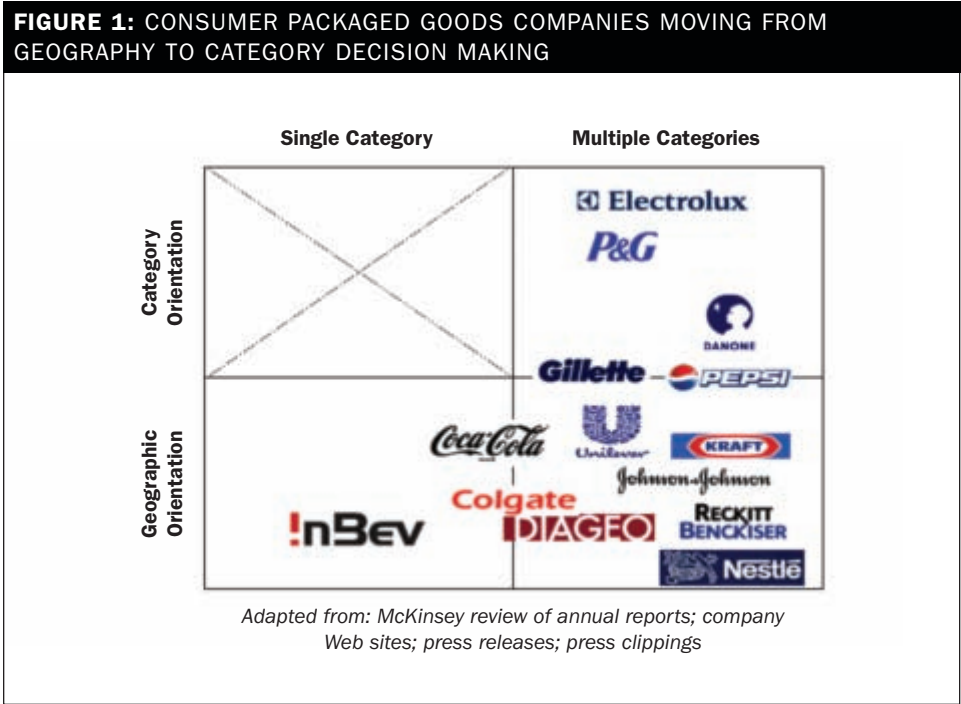 FIGURE 1: CONSUMER PACKAGED GOODS COMPANIES MOVING FROM
GEOGRAPHY TO CATEGORY DECISION MAKING
Single Category
Multiple Categories
Category
Orientation
Electrolux
P&G
DANONE
Gillette
PEPSI
Geographic
Orientation
Coca-Cola
Unilever
KRAFT
Johnson&Johnson
Colgate
InBev
DIAGEO
RECKITT
BENCKISER
Nestlé
Adapted from: McKinsey review of annual reports; company
Web sites; press releases; press clippings